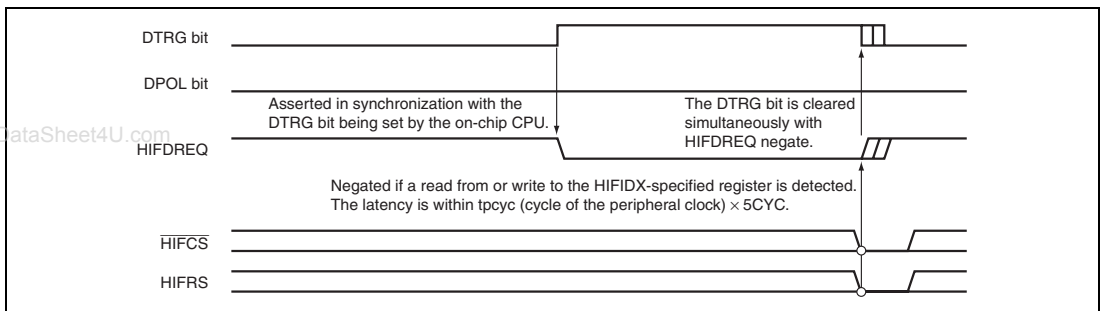 DTRG bit
DPOL bit
Asserted in synchronization with the
DTRG bit being set by the on-chip CPU.
The DTRG bit is cleared
simultaneously with
HIFDREQ negate.
DataSheet4U.com
HIFDREQ
Negated if a read from or write to the HIFIDX-specified register is detected.
The latency is within tpcyc (cycle of the peripheral clock) × 5CYC.
HIFCS
HIFRS